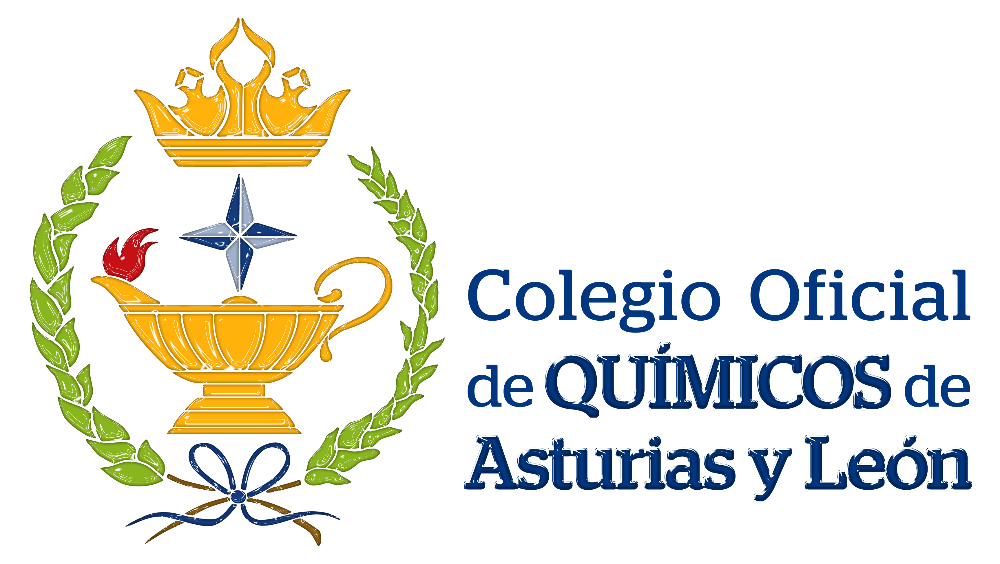 Colegio Oficial
de QUÍMICOS de
Asturias y León